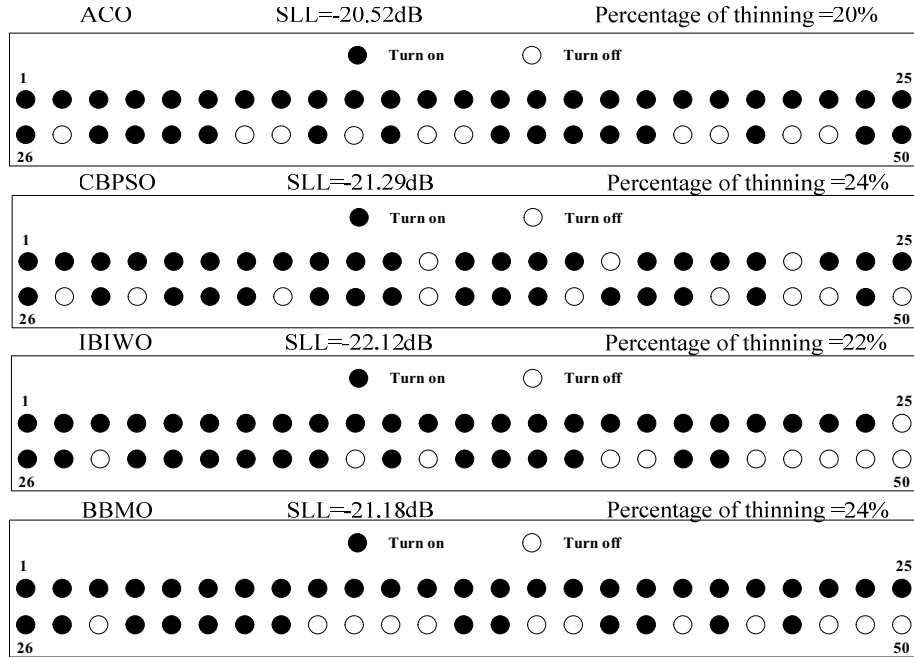 ACO SLL=-20.52dB Percentage of thinning =20%
Turn on Turn off
1 25
26 50
CBPSO SLL=-21.29dB Percentage of thinning =24%
Turn on Turn off
1 25
26 50
IBIWO SLL=-22.12dB Percentage of thinning =22%
Turn on Turn off
1 25
26 50
BBMO SLL=-21.18dB Percentage of thinning =24%
Turn on Turn off
1 25
26 50